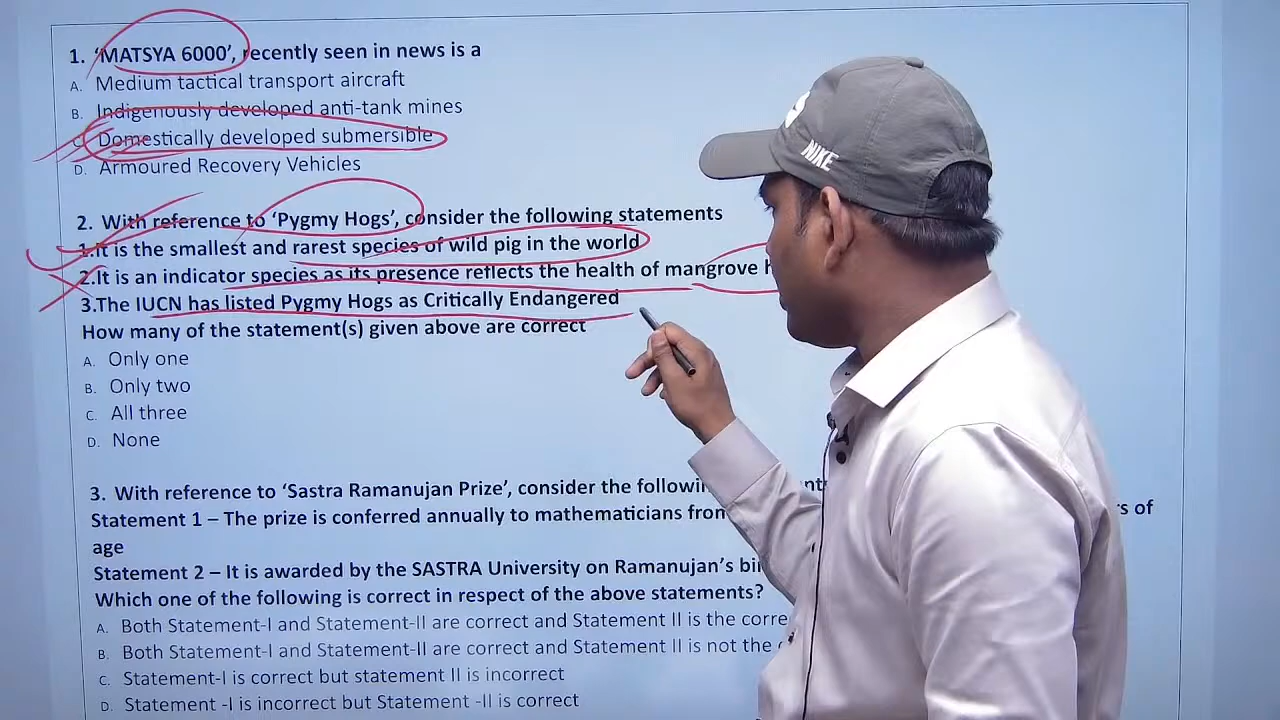 1. 'MATSYA 6000', recently seen in news is a
A. Medium tactical transport aircraft
B. Indigenously developed anti-tank mines
C. Domestically developed submersible
D. Armoured Recovery Vehicles
2. With reference to 'Pygmy Hogs', consider the following statements
1.It is the smallest and rarest species of wild pig in the world
2.It is an indicator species as its presence reflects the health of mangrove
3.The IUCN has listed Pygmy Hogs as Critically Endangered
How many of the statement(s) given above are correct
A. Only one
B. Only two
C. All three
D. None
3. With reference to 'Sastra Ramanujan Prize', consider the
Statement 1 – The prize is conferred annually to mathematicians of
age
Statement 2 – It is awarded by the SASTRA University on Ramanujan's
Which one of the following is correct in respect of the above statements?
A. Both Statement-I and Statement-II are correct and Statement II is the
B. Both Statement-I and Statement-II are correct and Statement II is not the
C. Statement-I is correct but statement II is incorrect
D. Statement -I is incorrect but Statement -II is correct
NIKE